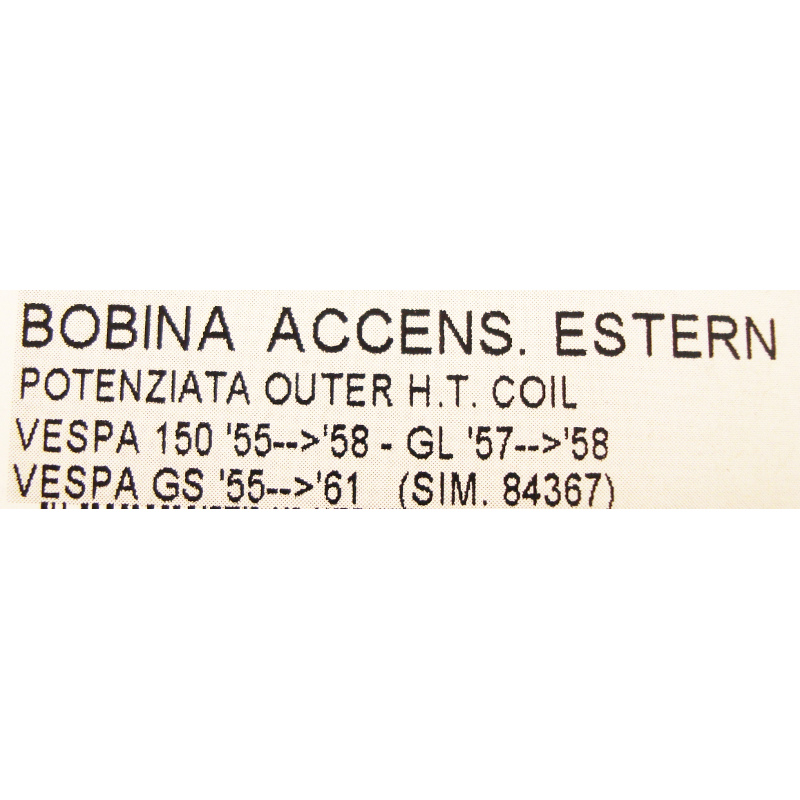 BOBINA ACCENS. ESTERN
POTENZIATA OUTER H.T. COIL
VESPA 150 '55-->'58 - GL '57-->'58
VESPA GS '55-->'61 (SIM. 84367)